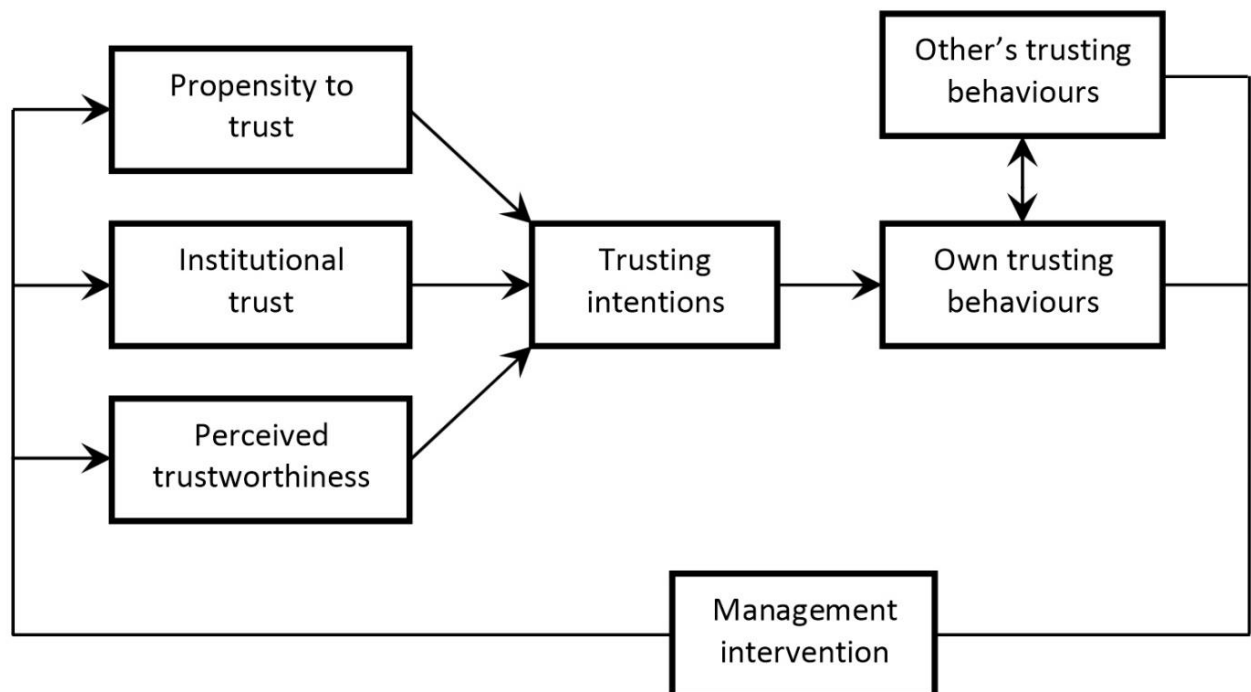 Propensity to
trust
Institutional
trust
Perceived
trustworthiness
Trusting
intentions
Other’s trusting
behaviours
Own trusting
behaviours
Management
intervention